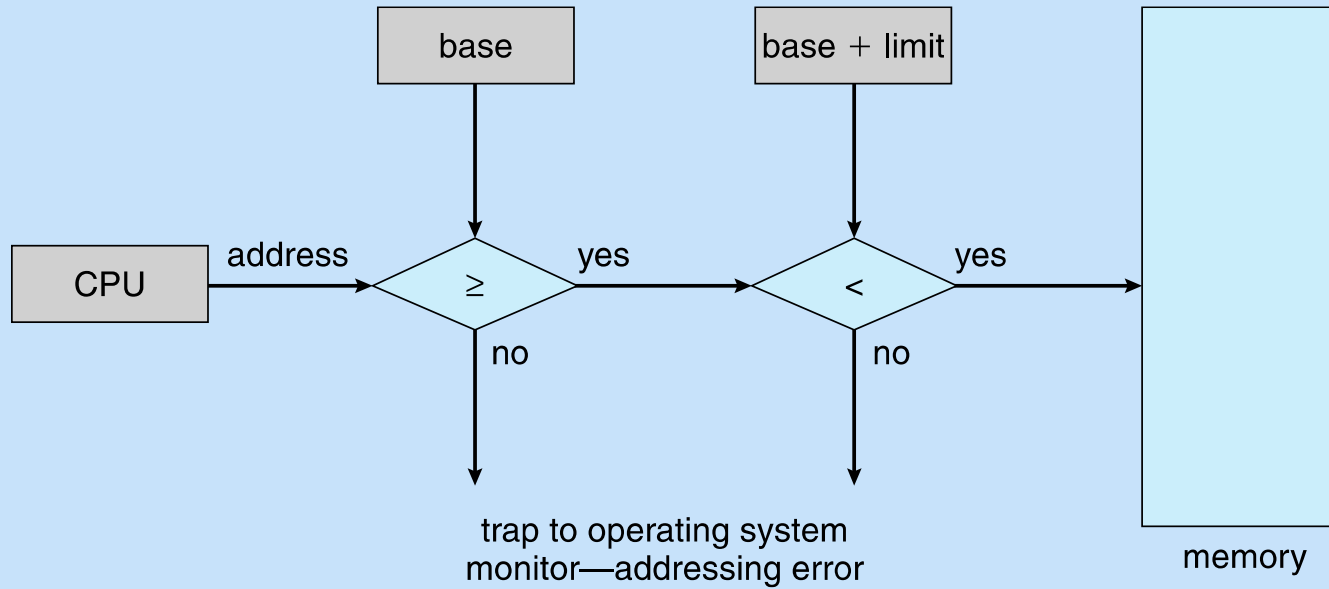 base
base + limit
CPU
address
≥
yes
<
yes
no
no
trap to operating system
monitor—addressing error
memory